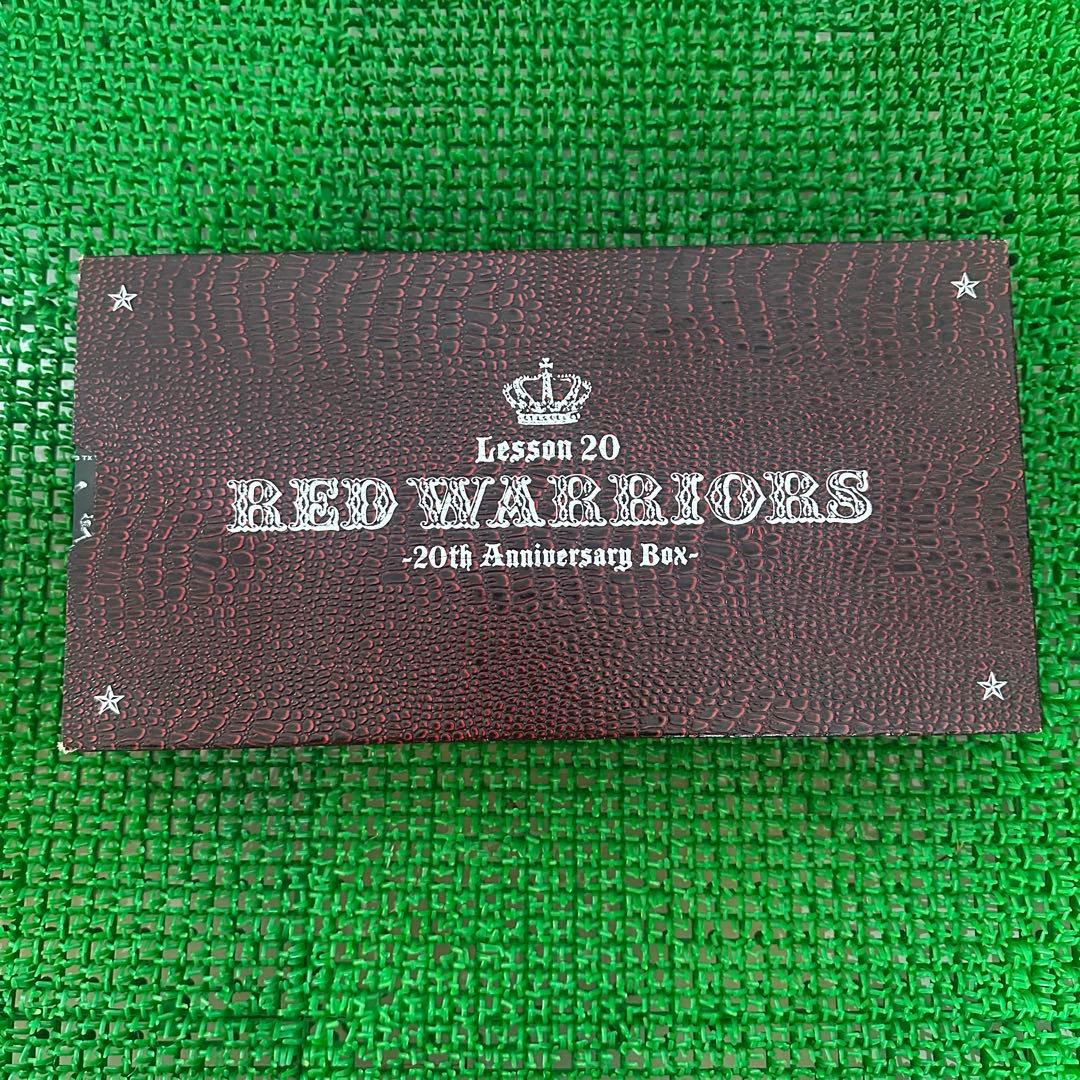 Lesson 20
RED WARRIORS
-20th Anniversary Box-